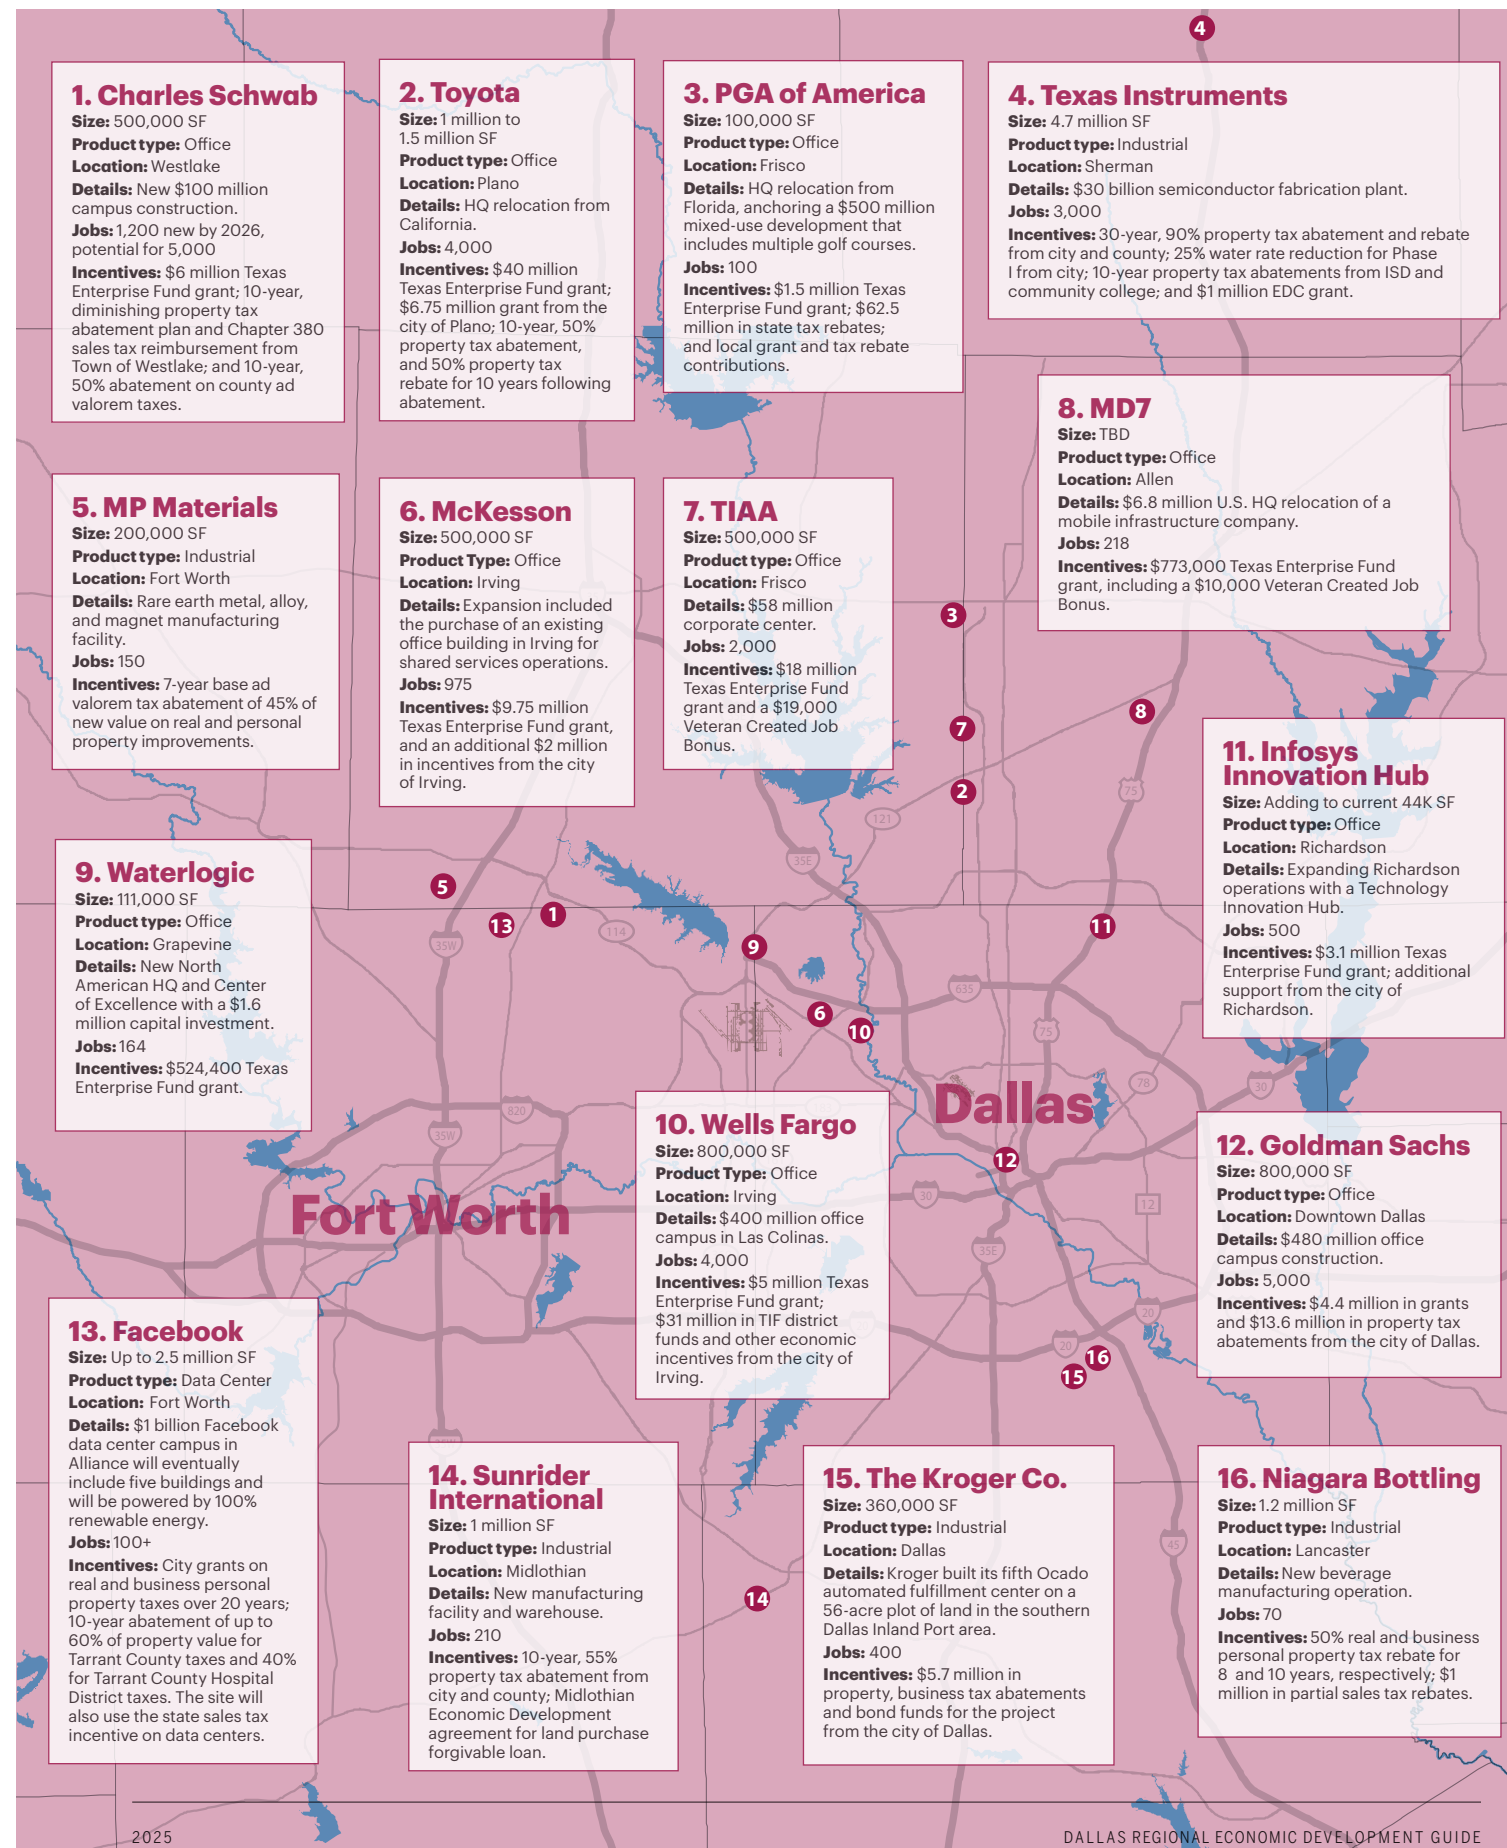 1. Charles Schwab
Size: 500,000 SF
Product type: Office
Location: Westlake
Details: New $100 million
campus construction.
Jobs: 1,200 new by 2026,
potential for 5,000
Incentives: $6 million Texas
Enterprise Fund grant; 10-year,
diminishing property tax
abatement plan and Chapter 380
sales tax reimbursement from
Town of Westlake; and 10-year,
50% abatement on county ad
valorem taxes.
2. Toyota
Size: 1 million to
1.5 million SF
Product type: Office
Location: Plano
Details: HQ relocation from
California.
Jobs: 4,000
Incentives: $40 million
Texas Enterprise Fund grant;
$6.75 million grant from the
city of Plano; 10-year, 50%
property tax abatement,
and 50% property tax
rebate for 10 years following
abatement.
3. PGA of America
Size: 100,000 SF
Product type: Office
Location: Frisco
Details: HQ relocation from
Florida, anchoring a $500 million
mixed-use development that
includes multiple golf courses.
Jobs: 100
Incentives: $1.5 million Texas
Enterprise Fund grant; $62.5
million in state tax rebates;
and local grant and tax rebate
contributions.
4
4. Texas Instruments
Size: 4.7 million SF
Product type: Industrial
Location: Sherman
Details: $30 billion semiconductor fabrication plant.
Jobs: 3,000
Incentives: 30-year, 90% property tax abatement and rebate
from city and county; 25% water rate reduction for Phase
I from city; 10-year property tax abatements from ISD and
community college; and $1 million EDC grant.
5. MP Materials
Size: 200,000 SF
Product type: Industrial
Location: Fort Worth
Details: Rare earth metal, alloy,
and magnet manufacturing
facility.
Jobs: 150
Incentives: 7-year base ad
valorem tax abatement of 45% of
new value on real and personal
property improvements.
6. McKesson
Size: 500,000 SF
Product Type: Office
Location: Irving
Details: Expansion included
the purchase of an existing
office building in Irving for
shared services operations.
Jobs: 975
Incentives: $9.75 million
Texas Enterprise Fund grant,
and an additional $2 million
in incentives from the city
of Irving.
7. TIAA
Size: 500,000 SF
Product type: Office
Location: Frisco
Details: $58 million
corporate center.
Jobs: 2,000
Incentives: $18 million
Texas Enterprise Fund
grant and a $19,000
Veteran Created Job
Bonus.
8. MD7
Size: TBD
Product type: Office
Location: Allen
Details: $6.8 million U.S. HQ relocation of a
mobile infrastructure company.
Jobs: 218
Incentives: $773,000 Texas Enterprise Fund
grant, including a $10,000 Veteran Created Job
Bonus.
3
8
7
2
75
121
35E
9. Waterlogic
Size: 111,000 SF
Product type: Office
Location: Grapevine
Details: New North
American HQ and Center
of Excellence with a $1.6
million capital investment.
Jobs: 164
Incentives: $524,400 Texas
Enterprise Fund grant.
5
13
1
35W
114
9
6
10
635
75
11
11. Infosys
Innovation Hub
Size: Adding to current 44K SF
Product type: Office
Location: Richardson
Details: Expanding Richardson
operations with a Technology
Innovation Hub.
Jobs: 500
Incentives: $3.1 million Texas
Enterprise Fund grant; additional
support from the city of
Richardson.
820
35W
78
30
Dallas
Fort Worth
12
30
12
35E
20
20
16
15
10. Wells Fargo
Size: 800,000 SF
Product Type: Office
Location: Irving
Details: $400 million office
campus in Las Colinas.
Jobs: 4,000
Incentives: $5 million Texas
Enterprise Fund grant;
$31 million in TIF district
funds and other economic
incentives from the city of
Irving.
12. Goldman Sachs
Size: 800,000 SF
Product type: Office
Location: Downtown Dallas
Details: $480 million office
campus construction.
Jobs: 5,000
Incentives: $4.4 million in grants
and $13.6 million in property tax
abatements from the city of Dallas.
13. Facebook
Size: Up to 2.5 million SF
Product type: Data Center
Location: Fort Worth
Details: $1 billion Facebook
data center campus in
Alliance will eventually
include five buildings and
will be powered by 100%
renewable energy.
Jobs: 100+
Incentives: City grants on
real and business personal
property taxes over 20 years;
10-year abatement of up to
60% of property value for
Tarrant County taxes and 40%
for Tarrant County Hospital
District taxes. The site will
also use the state sales tax
incentive on data centers.
14. Sunrider
International
Size: 1 million SF
Product type: Industrial
Location: Midlothian
Details: New manufacturing
facility and warehouse.
Jobs: 210
Incentives: 10-year, 55%
property tax abatement from
city and county; Midlothian
Economic Development
agreement for land purchase
forgivable loan.
14
15. The Kroger Co.
Size: 360,000 SF
Product type: Industrial
Location: Dallas
Details: Kroger built its fifth Ocado
automated fulfillment center on a
56-acre plot of land in the southern
Dallas Inland Port area.
Jobs: 400
Incentives: $5.7 million in
property, business tax abatements
and bond funds for the project
from the city of Dallas.
45
16. Niagara Bottling
Size: 1.2 million SF
Product type: Industrial
Location: Lancaster
Details: New beverage
manufacturing operation.
Jobs: 70
Incentives: 50% real and business
personal property tax rebate for
8 and 10 years, respectively; $1
million in partial sales tax rebates.
2025
DALLAS REGIONAL ECONOMIC DEVELOPMENT GUIDE